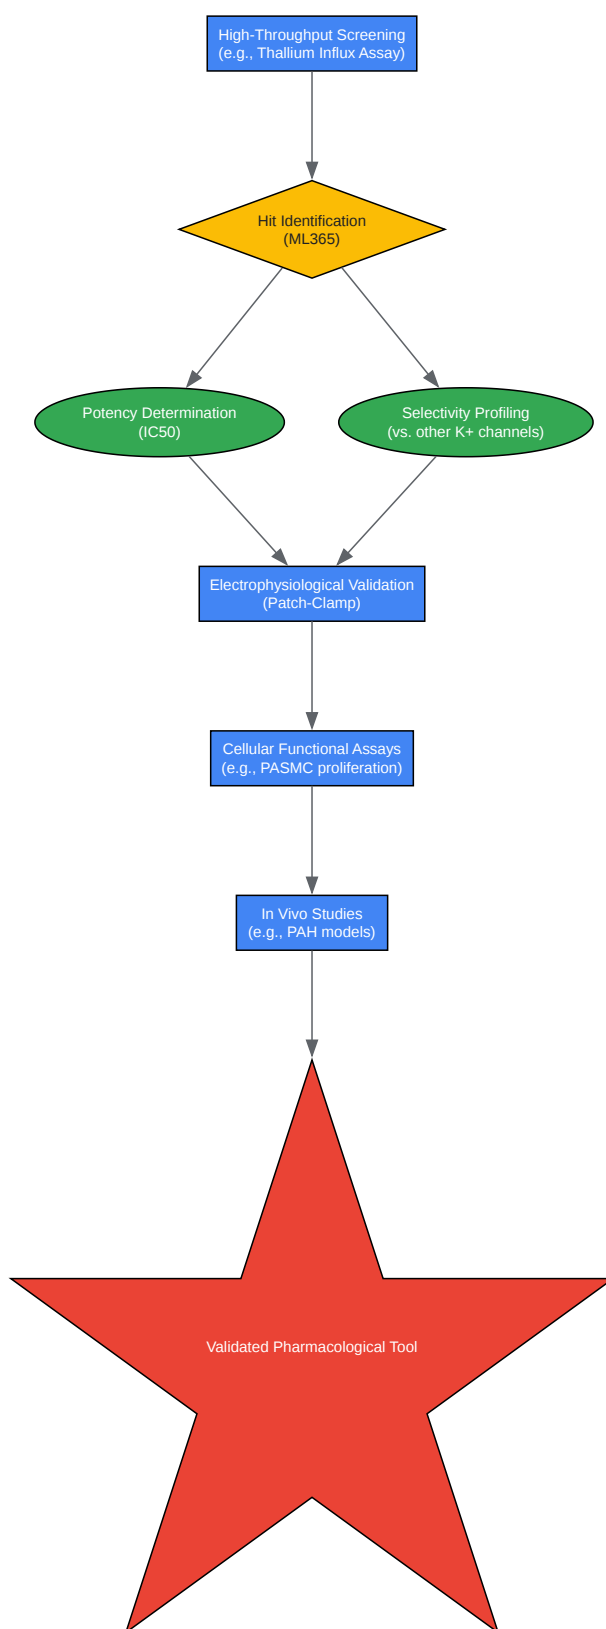 High-Throughput Screening
(e.g., Thallium Influx Assay)
Hit Identification
(ML365)
Potency Determination
(IC50)
Selectivity Profiling
(vs. other K+ channels)
Electrophysiological Validation
(Patch-Clamp)
Cellular Functional Assays
(e.g., PASMC proliferation)
In Vivo Studies
(e.g., PAH models)
Validated Pharmacological Tool